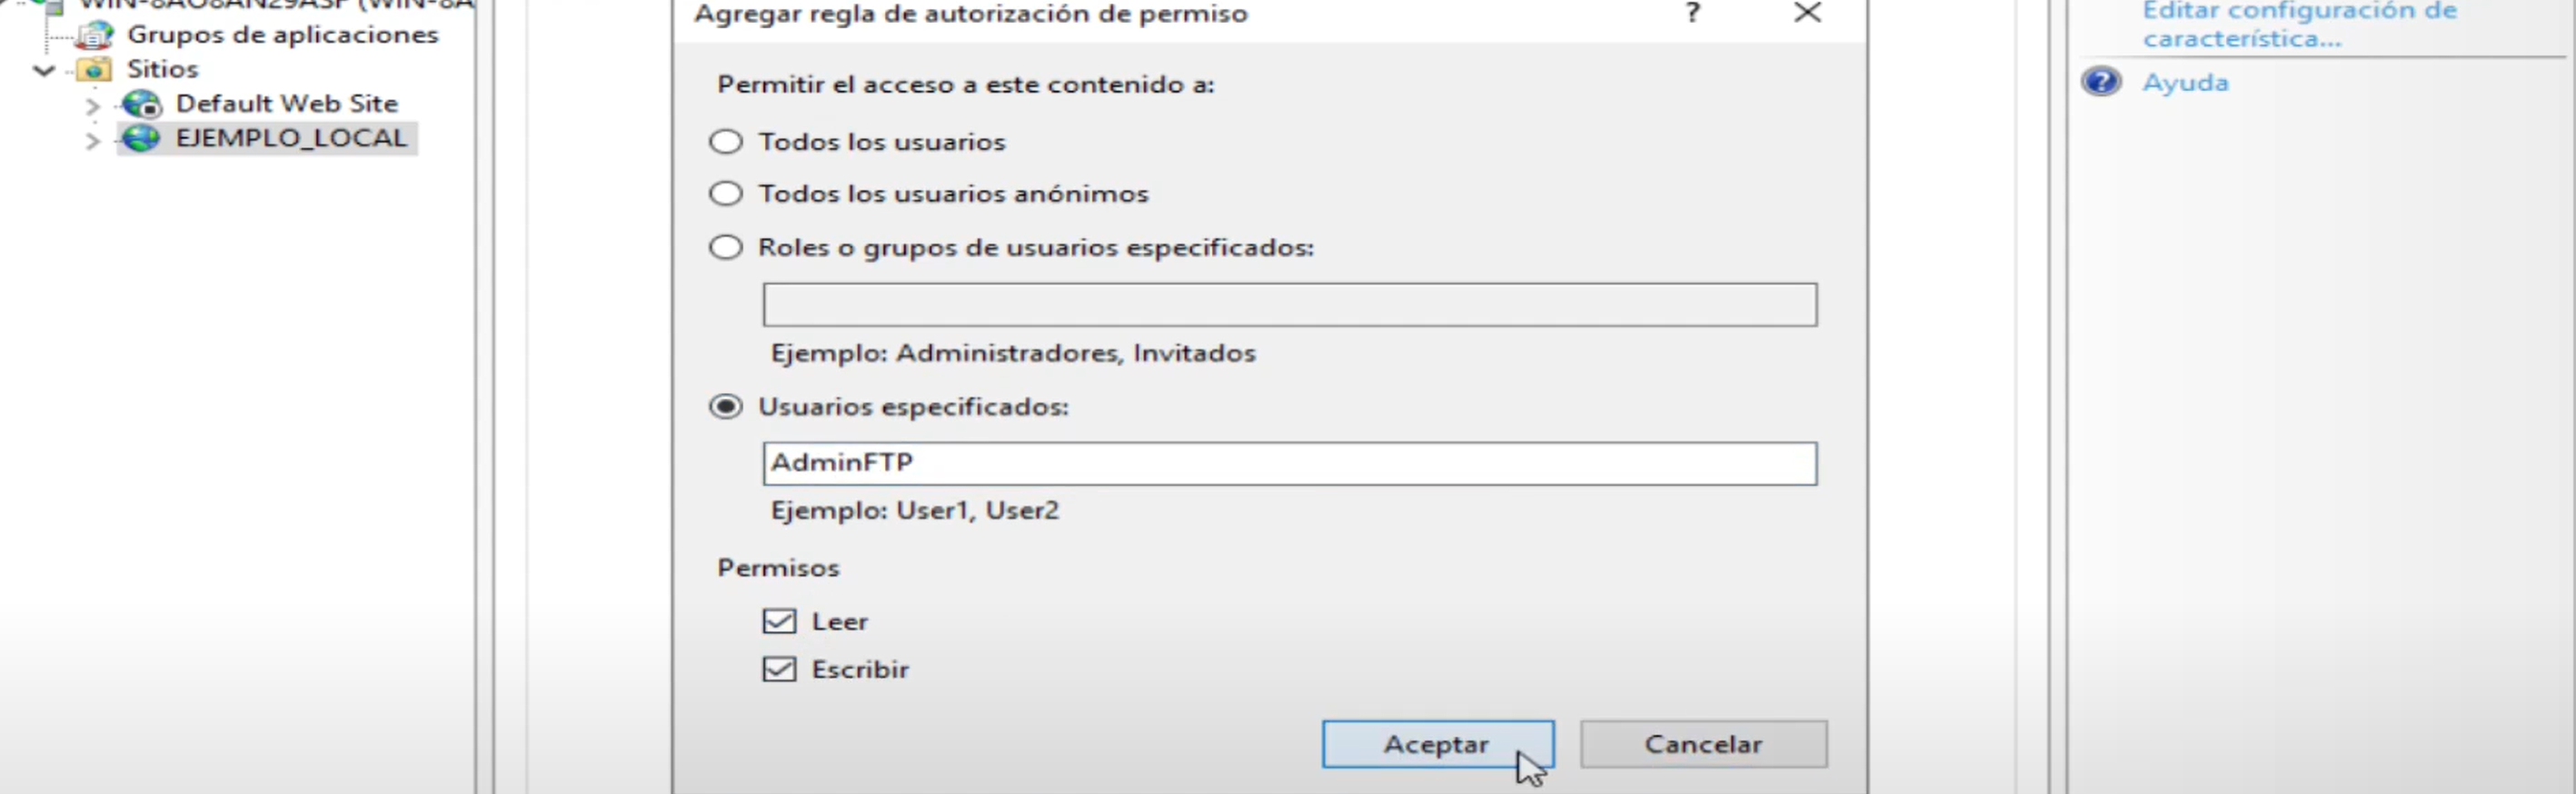 Grupos de aplicaciones
Sitios
Default Web Site
EJEMPLO_LOCAL
Agregar regla de autorización de permiso
?
Permitir el acceso a este contenido a:
Todos los usuarios
Todos los usuarios anónimos
Roles o grupos de usuarios especificados:
Ejemplo: Administradores, Invitados
Usuarios especificados:
AdminFTP
Ejemplo: User1, User2
Permisos
Leer
Escribir
Aceptar
Cancelar
Editar configuración de
característica...
Ayuda